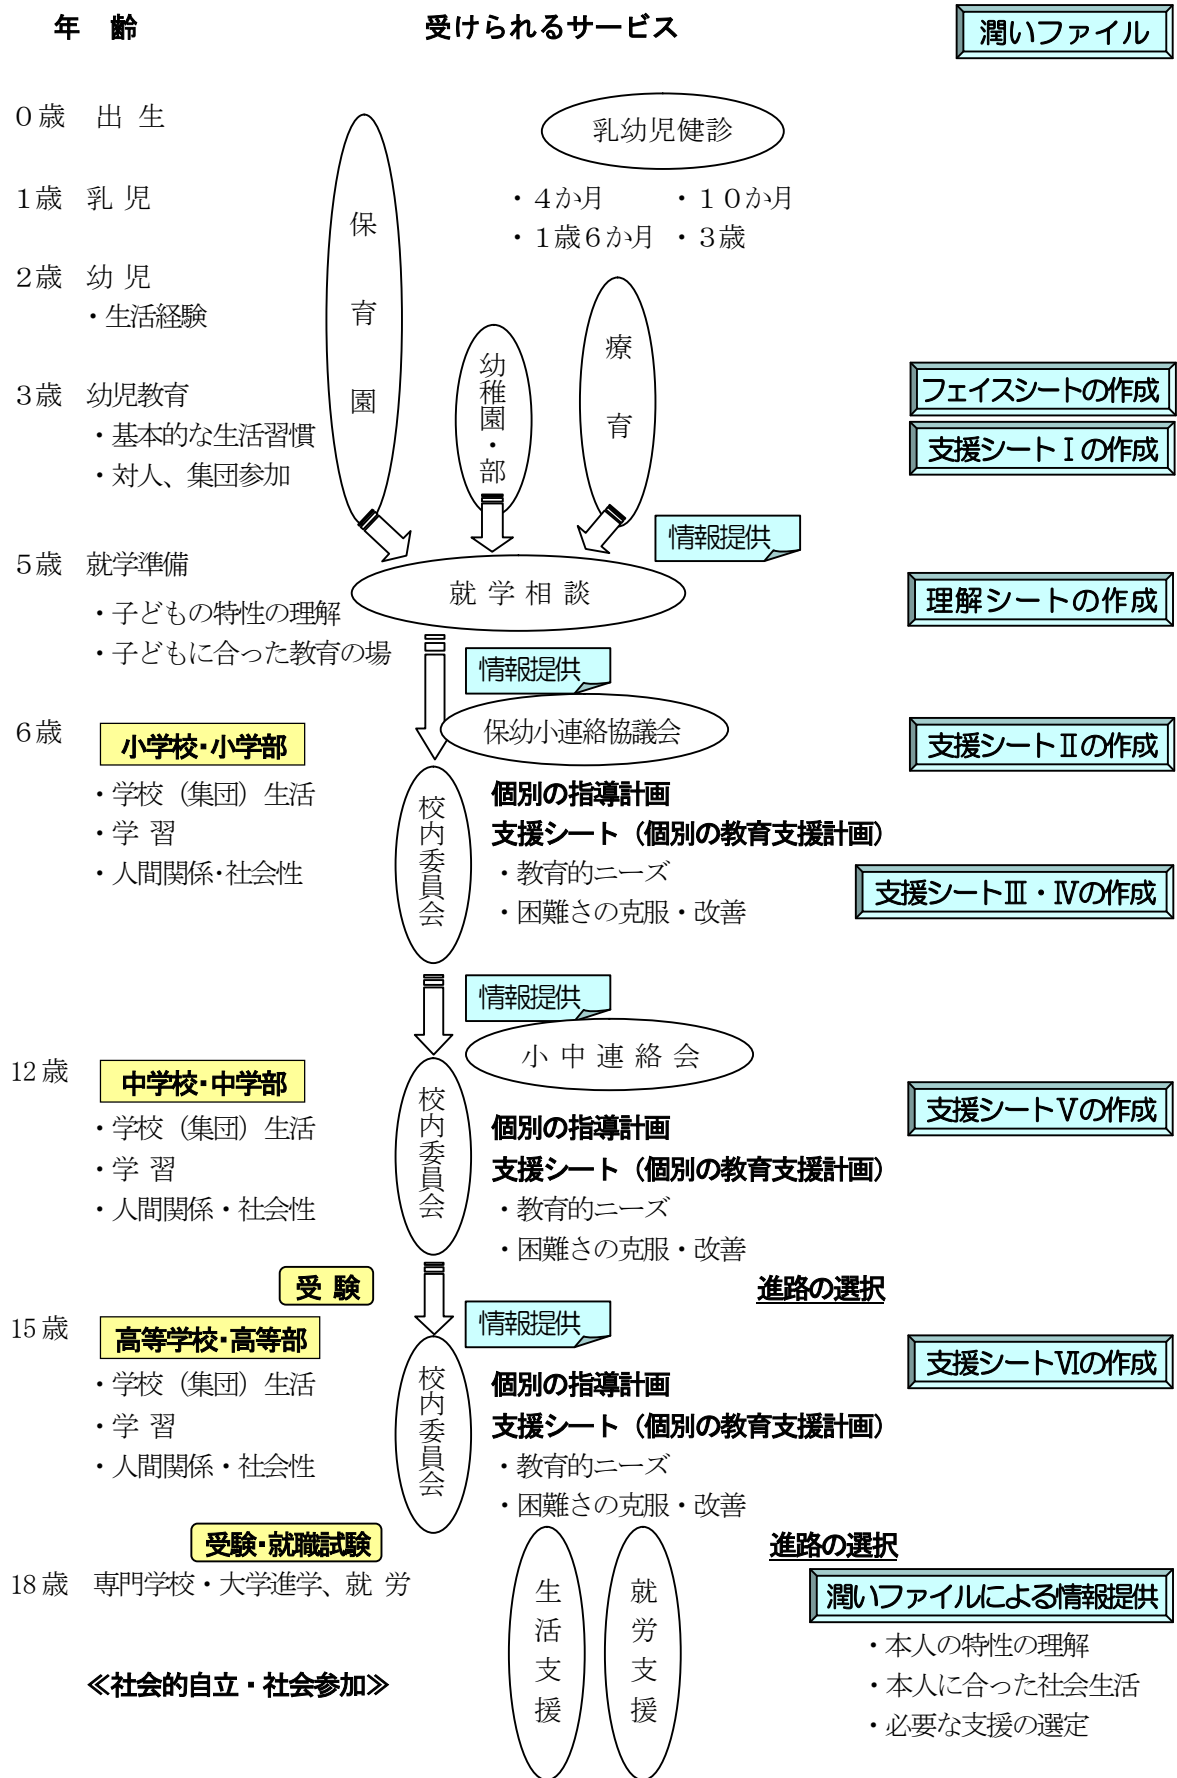 年　齢　受けられるサービス　潤いファイル
０歳　出 生
乳幼児健診
１歳　乳 児
・４か月　・１０か月
・１歳６か月　・３歳
保育園
２歳　幼 児
・生活経験
療育
幼稚園・部
３歳　幼児教育
フェイスシートの作成
・基本的な生活習慣
支援シートⅠの作成
・対人、集団参加
情報提供
５歳　就学準備
就 学 相 談
理解シートの作成
・子どもの特性の理解
・子どもに合った教育の場
情報提供
６歳　小学校・小学部
保幼小連絡協議会
支援シートⅡの作成
・学校（集団）生活
・学 習
・人間関係・社会性
校内委員会
個別の指導計画
支援シート（個別の教育支援計画）
・教育的ニーズ
・困難さの克服・改善
支援シートⅢ・Ⅳの作成
情報提供
小 中 連 絡 会
12歳　中学校・中学部
支援シートⅤの作成
・学校（集団）生活
・学 習
・人間関係・社会性
校内委員会
個別の指導計画
支援シート（個別の教育支援計画）
・教育的ニーズ
・困難さの克服・改善
受 験
進路の選択
情報提供
15歳　高等学校・高等部
支援シートⅥの作成
・学校（集団）生活
・学 習
・人間関係・社会性
校内委員会
個別の指導計画
支援シート（個別の教育支援計画）
・教育的ニーズ
・困難さの克服・改善
受験・就職試験
進路の選択
18歳　専門学校・大学進学、就 労
生活支援
就労支援
潤いファイルによる情報提供
・本人の特性の理解
・本人に合った社会生活
・必要な支援の選定
≪社会的自立・社会参加≫